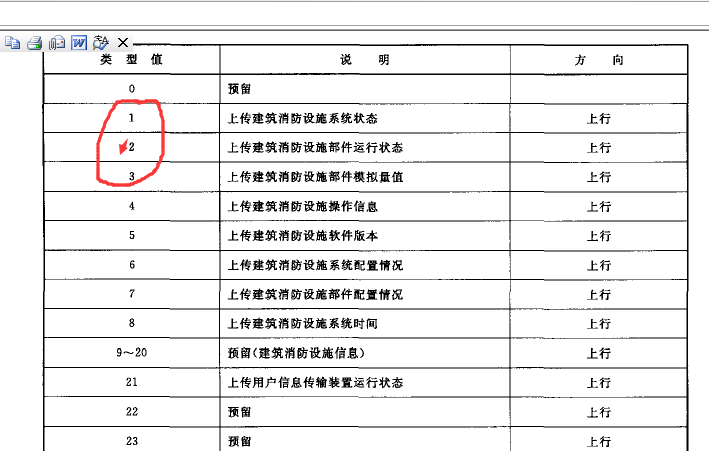 类 型 值 说 明 方 向
0 预留
1 上传建筑消防设施系统状态 上行
2 上传建筑消防设施部件运行状态 上行
3 上传建筑消防设施部件模拟量值 上行
4 上传建筑消防设施操作信息 上行
5 上传建筑消防设施软件版本 上行
6 上传建筑消防设施系统配置情况 上行
7 上传建筑消防设施部件配置情况 上行
8 上传建筑消防设施系统时间 上行
9～20 预留(建筑消防设施信息) 上行
21 上传用户信息传输装置运行状态 上行
22 预留 上行
23 预留 上行